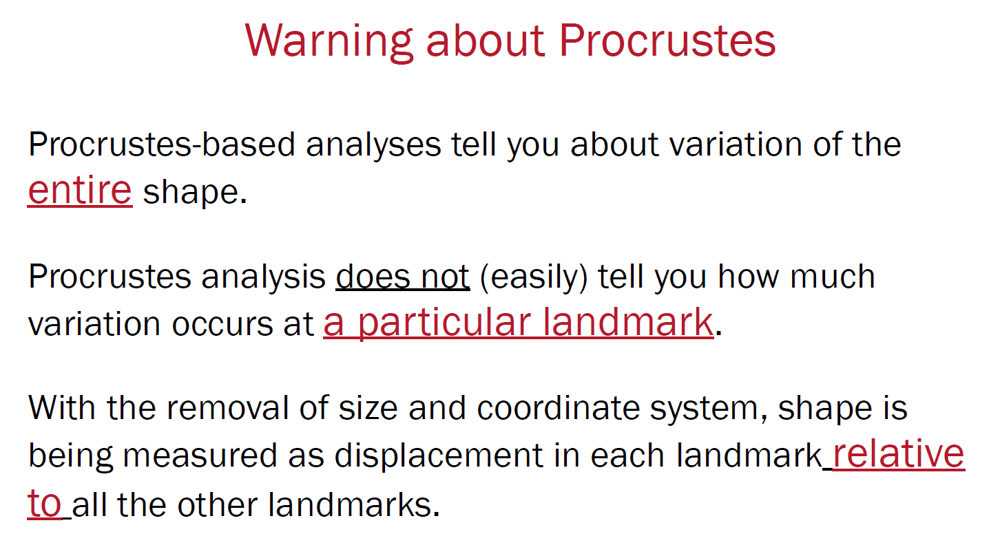 Warning about Procrustes
Procrustes-based analyses tell you about variation of the
entire shape.
Procrustes analysis does not (easily) tell you how much
variation occurs at a particular landmark.
With the removal of size and coordinate system, shape is
being measured as displacement in each landmark relative
to all the other landmarks.